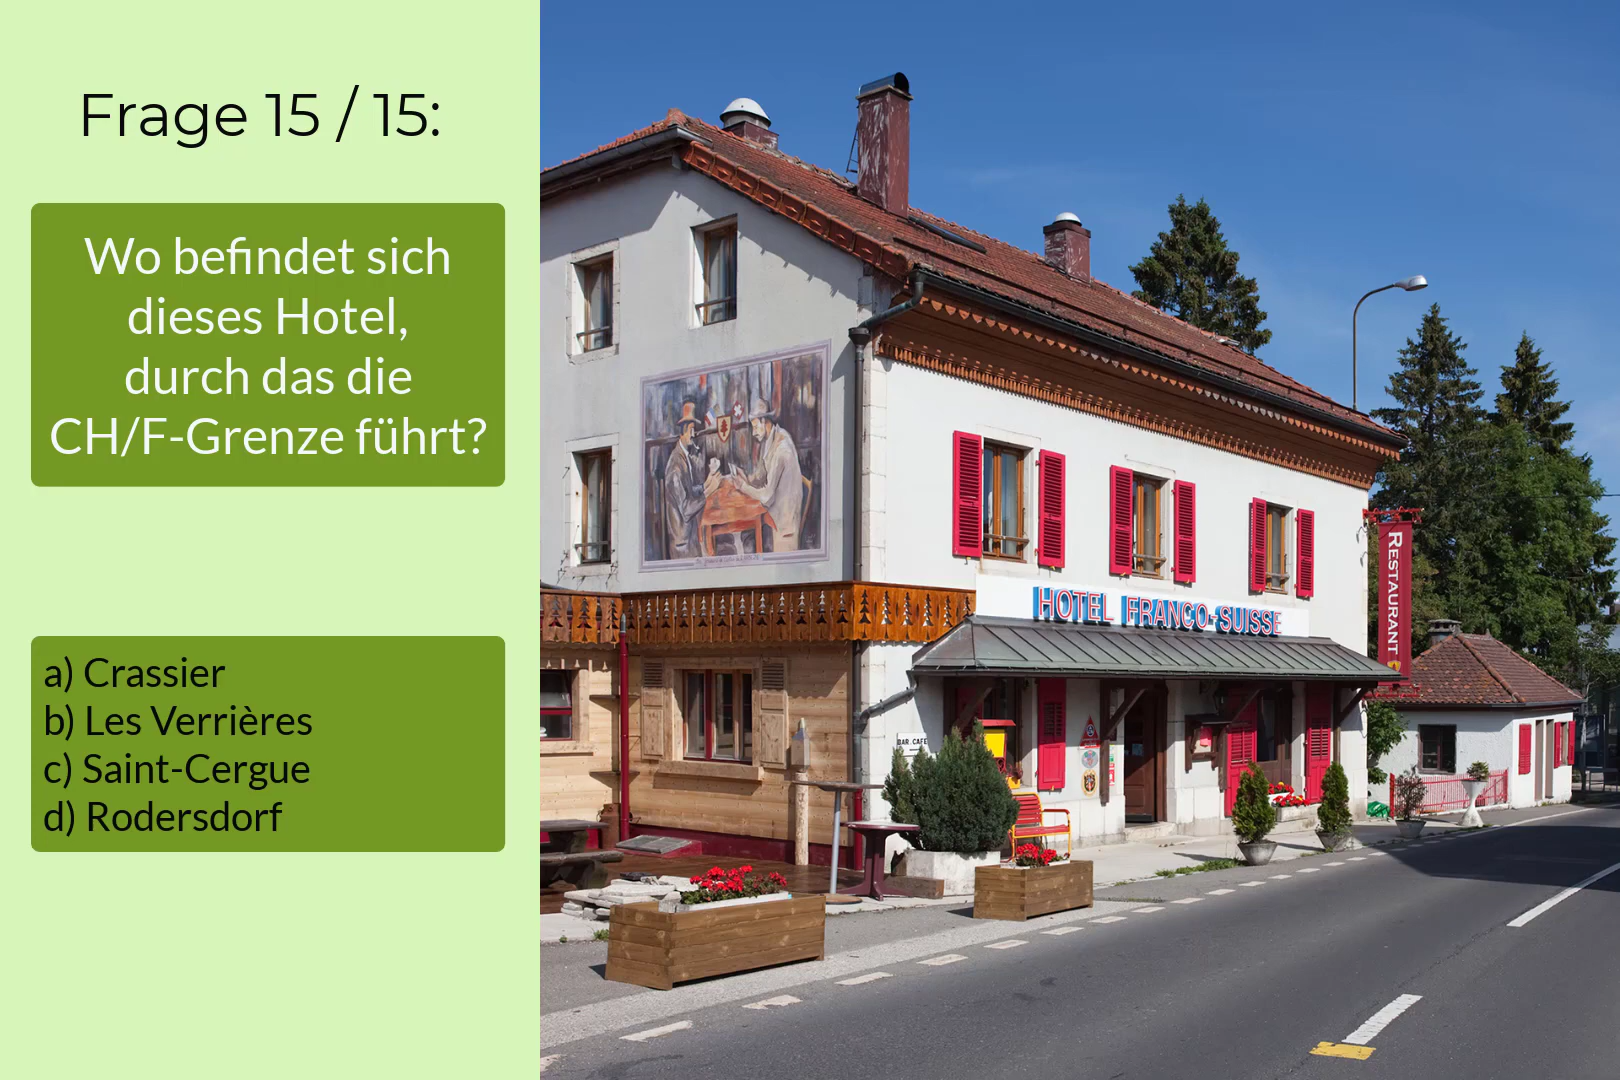 Frage 15 / 15:
Wo befindet sich
dieses Hotel,
durch das die
CH/F-Grenze führt?
a) Crassier
b) Les Verrières
c) Saint-Cergue
d) Rodersdorf
HOTEL FRANCO-SUISSE
RESTAURANT
BAR.CAFE